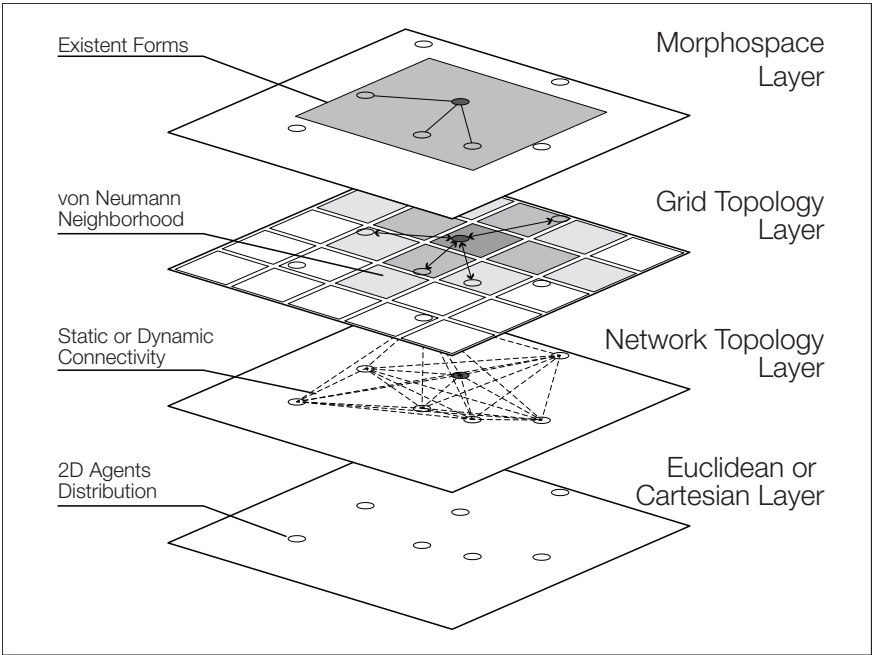 Existent Forms
Morphospace
Layer
von Neumann
Neighborhood
Grid Topology
Layer
Static or Dynamic
Connectivity
Network Topology
Layer
2D Agents
Distribution
Euclidean or
Cartesian Layer